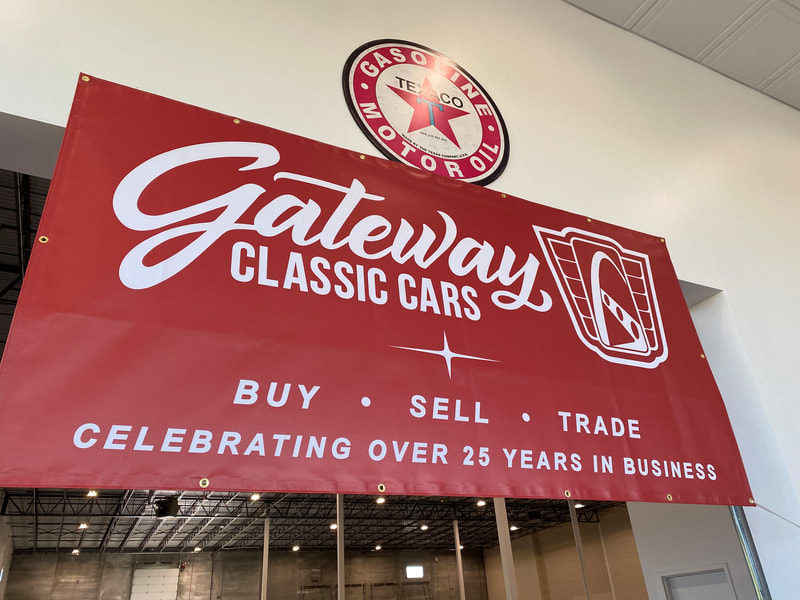 GASOLINE
TEXACO
T
MOTOR OIL
Gateway
CLASSIC CARS
BUY • SELL • TRADE
CELEBRATING OVER 25 YEARS IN BUSINESS